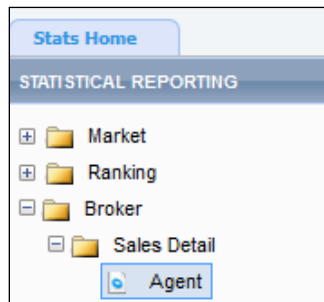 Stats Home
STATISTICAL REPORTING
Market
Ranking
Broker
Sales Detail
Agent